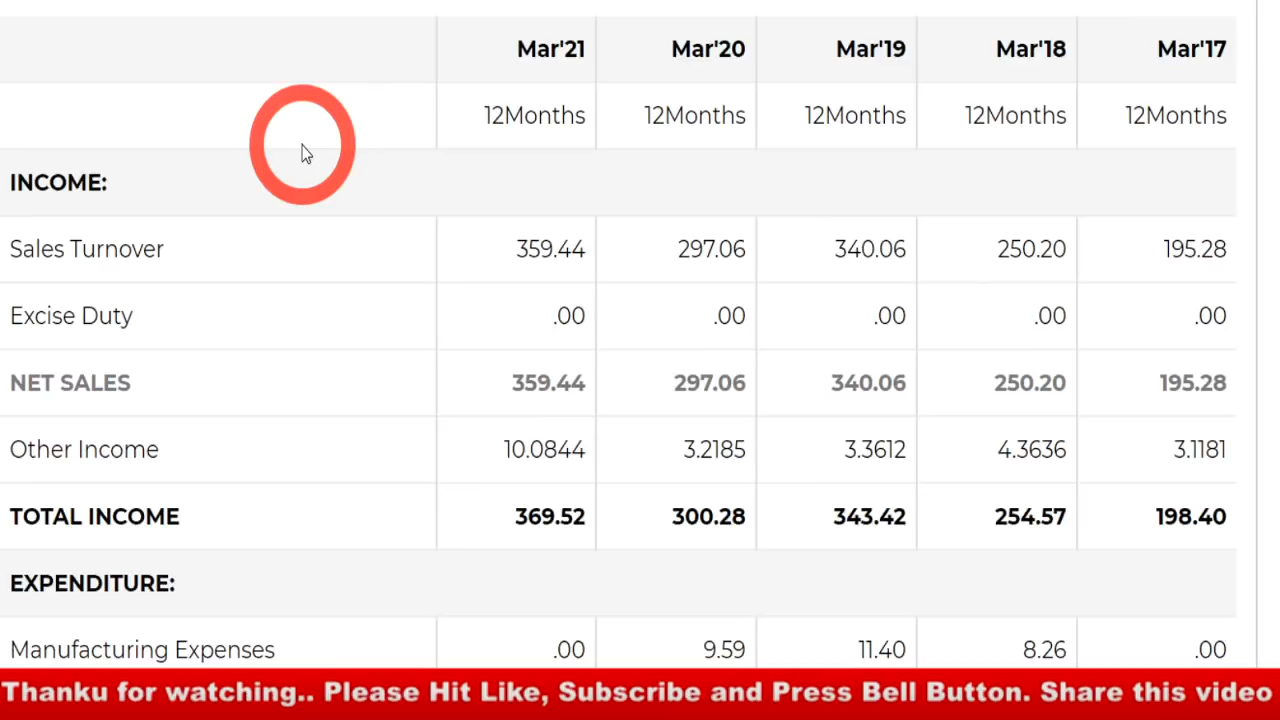 Mar'21 Mar'20 Mar'19 Mar'18 Mar'17
12Months 12Months 12Months 12Months 12Months
INCOME:
Sales Turnover 359.44 297.06 340.06 250.20 195.28
Excise Duty .00 .00 .00 .00 .00
NET SALES 359.44 297.06 340.06 250.20 195.28
Other Income 10.0844 3.2185 3.3612 4.3636 3.1181
TOTAL INCOME 369.52 300.28 343.42 254.57 198.40
EXPENDITURE:
Manufacturing Expenses .00 9.59 11.40 8.26 .00
Thanku for watching.. Please Hit Like, Subscribe and Press Bell Button. Share this video